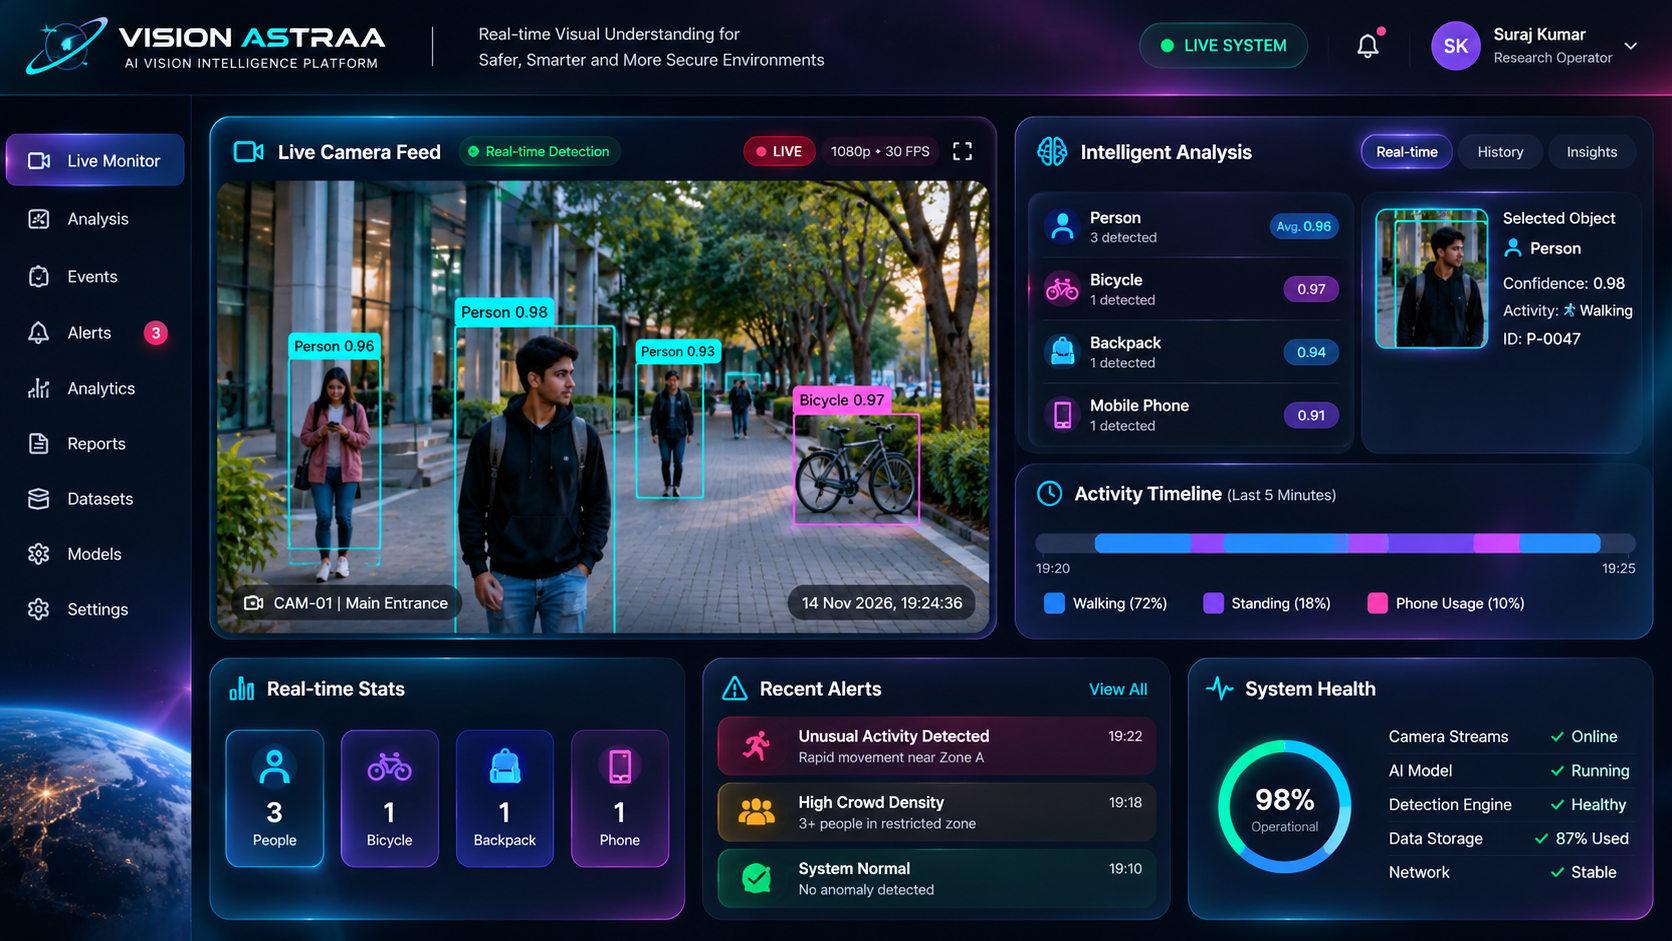 VISION ASTRAA
AI VISION INTELLIGENCE PLATFORM
Real-time Visual Understanding for
Safer, Smarter and More Secure Environments
LIVE SYSTEM
SK
Suraj Kumar
Research Operator
Live Monitor
Analysis
Events
Alerts
3
Analytics
Reports
Datasets
Models
Settings
Live Camera Feed
Real-time Detection
LIVE
1080p • 30 FPS
Person 0.96
Person 0.98
Person 0.93
Bicycle 0.97
CAM-01 | Main Entrance
14 Nov 2026, 19:24:36
Intelligent Analysis
Real-time
History
Insights
Person
3 detected
Avg. 0.96
Bicycle
1 detected
0.97
Backpack
1 detected
0.94
Mobile Phone
1 detected
0.91
Selected Object
Person
Confidence: 0.98
Activity: Walking
ID: P-0047
Activity Timeline (Last 5 Minutes)
19:20
19:25
Walking (72%)
Standing (18%)
Phone Usage (10%)
Real-time Stats
3
People
1
Bicycle
1
Backpack
1
Phone
Recent Alerts
View All
Unusual Activity Detected
19:22
Rapid movement near Zone A
High Crowd Density
19:18
3+ people in restricted zone
System Normal
19:10
No anomaly detected
System Health
98%
Operational
Camera Streams
Online
AI Model
Running
Detection Engine
Healthy
Data Storage
87% Used
Network
Stable